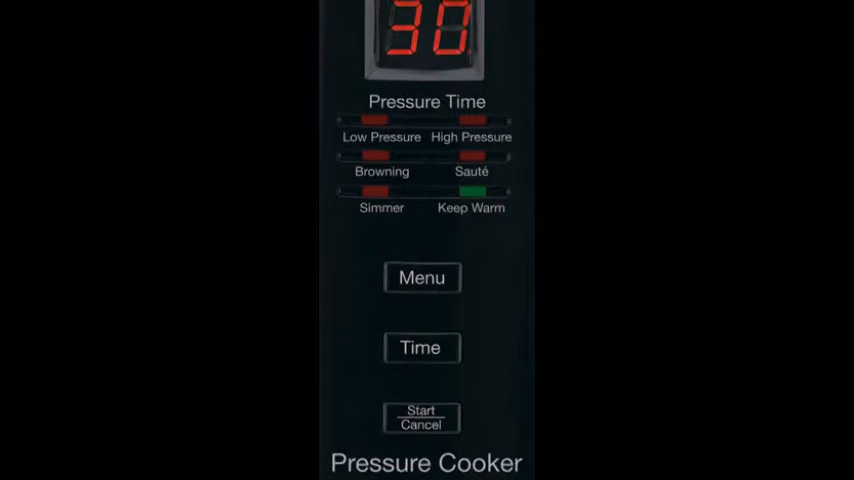 30
Pressure Time
Low Pressure High Pressure
Browning Sauté
Simmer Keep Warm
Menu
Time
Start
Cancel
Pressure Cooker